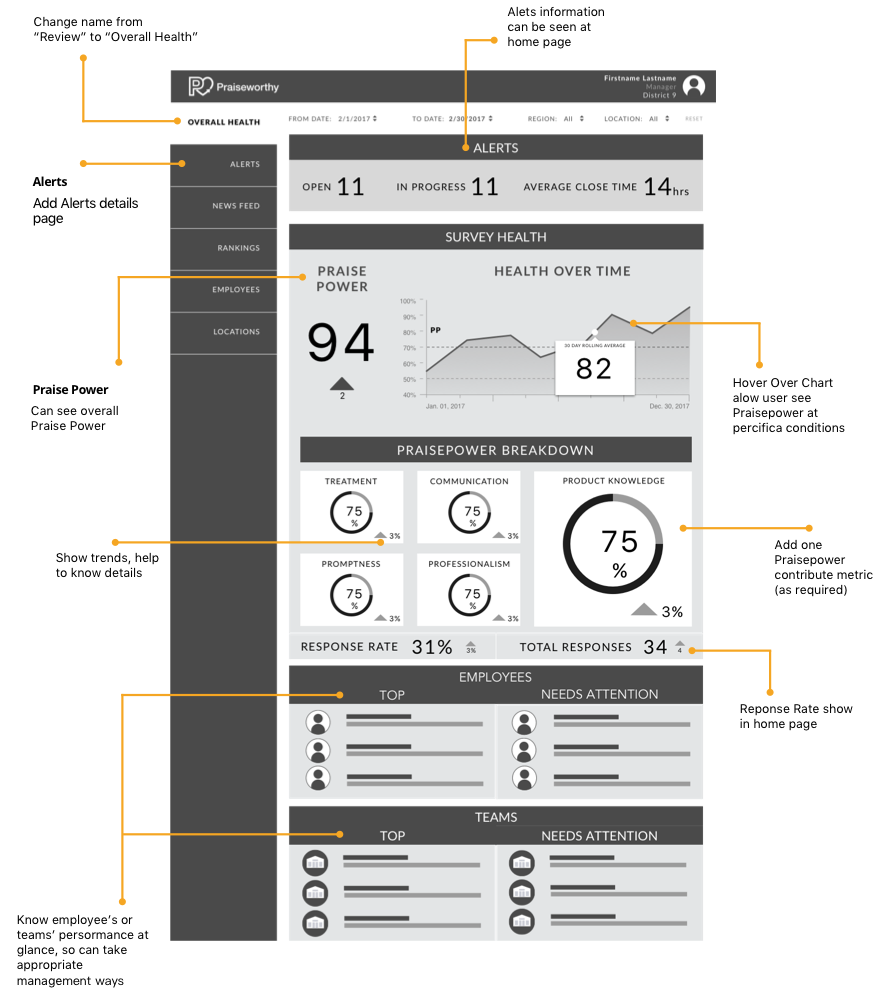 Change name from
“Review” to “Overall Health”
Alets information
can be seen at
home page
Praiseworthy
Firstname Lastname
Manager
District 9
OVERALL HEALTH
FROM DATE: 2/1/2017
TO DATE: 2/30/2017
REGION: All
LOCATION: All
RESET
ALERTS
OPEN 11
IN PROGRESS 11
AVERAGE CLOSE TIME 14hrs
ALERTS
NEWS FEED
RANKINGS
EMPLOYEES
LOCATIONS
Alerts
Add Alerts details
page
SURVEY HEALTH
PRAISE
POWER
94
2
HEALTH OVER TIME
100%
90%
80%
70%
60%
50%
40%
PP
30 DAY ROLLING AVERAGE
82
Jan. 01, 2017
Dec. 30, 2017
Praise Power
Can see overall
Praise Power
Hover Over Chart
alow user see
Praisepower at
percifica conditions
PRAISEPOWER BREAKDOWN
TREATMENT
75
%
3%
COMMUNICATION
75
%
3%
PRODUCT KNOWLEDGE
75
%
3%
PROMPTNESS
75
%
3%
PROFESSIONALISM
75
%
3%
Show trends, help
to know details
Add one
Praisepower
contribute metric
(as required)
RESPONSE RATE 31% 3%
TOTAL RESPONSES 34 4
Reponse Rate show
in home page
EMPLOYEES
TOP
NEEDS ATTENTION
TEAMS
TOP
NEEDS ATTENTION
Know employee’s or
teams’ persormance at
glance, so can take
appropriate
management ways